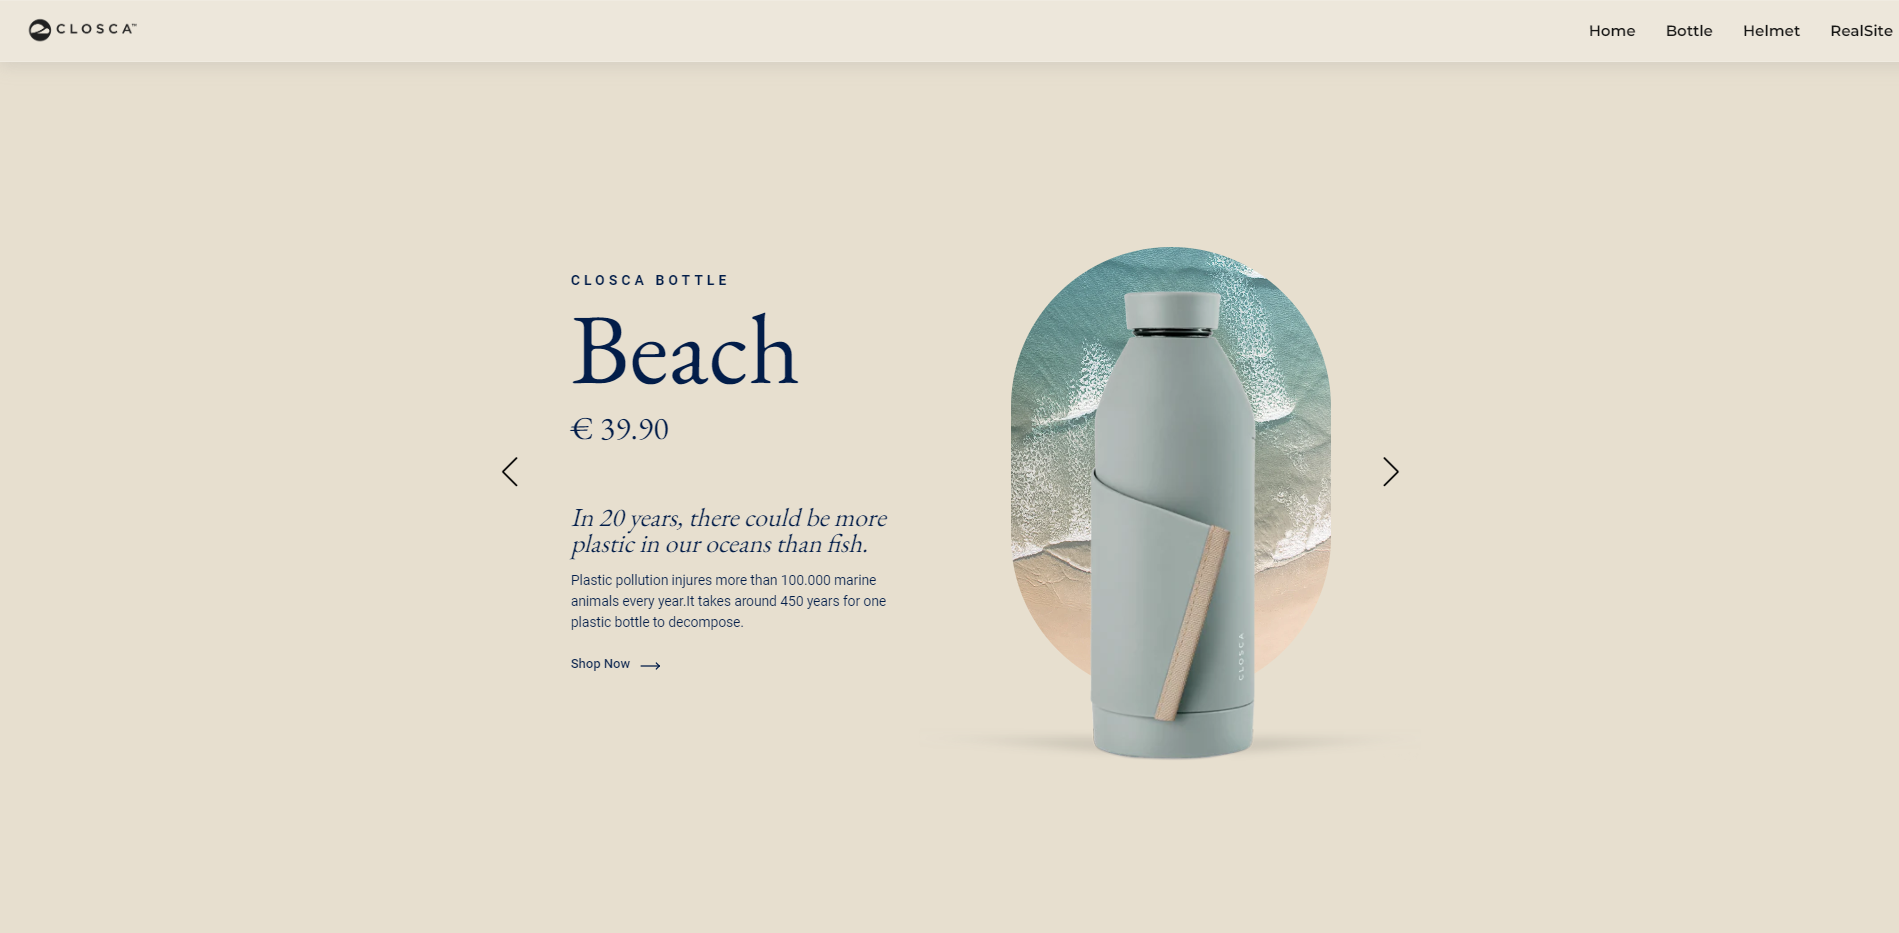 CLOSCA™
Home Bottle Helmet RealSite
CLOSCA BOTTLE
Beach
€ 39.90
In 20 years, there could be more
plastic in our oceans than fish.
Plastic pollution injures more than 100.000 marine
animals every year.It takes around 450 years for one
plastic bottle to decompose.
Shop Now
CLOSCA